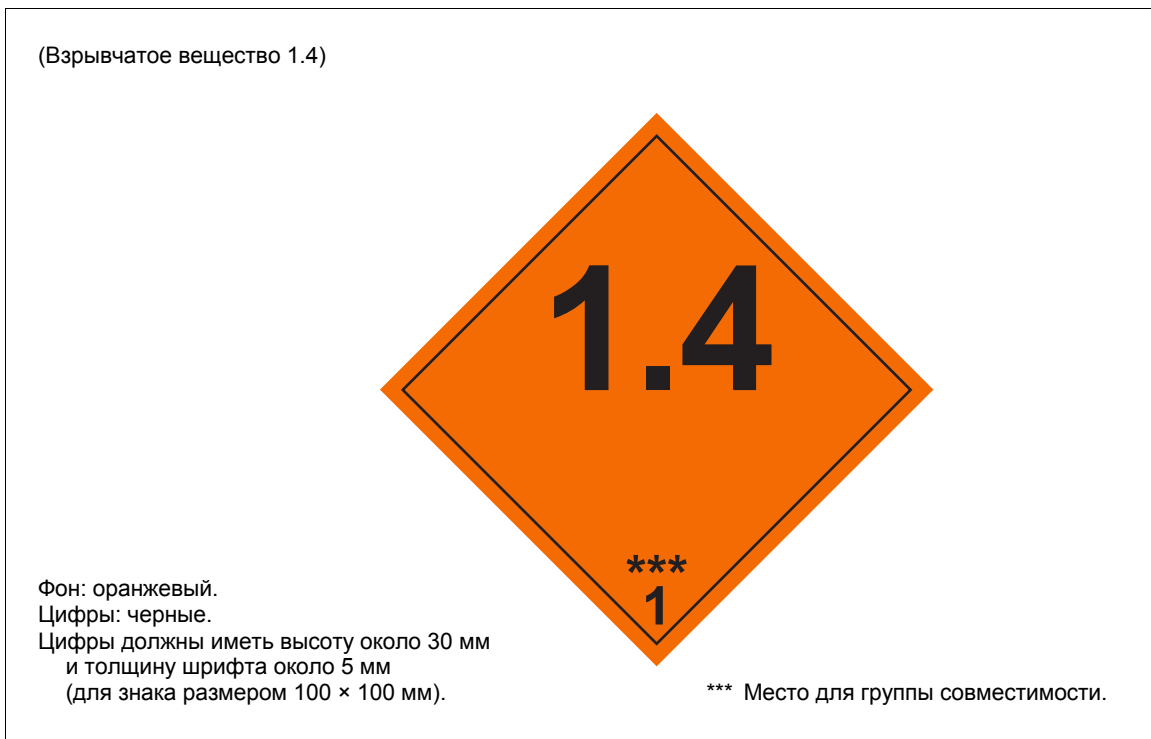 (Взрывчатое вещество 1.4)
1.4
***
1
Фон: оранжевый.
Цифры: черные.
Цифры должны иметь высоту около 30 мм
и толщину шрифта около 5 мм
(для знака размером 100 × 100 мм).
*** Место для группы совместимости.